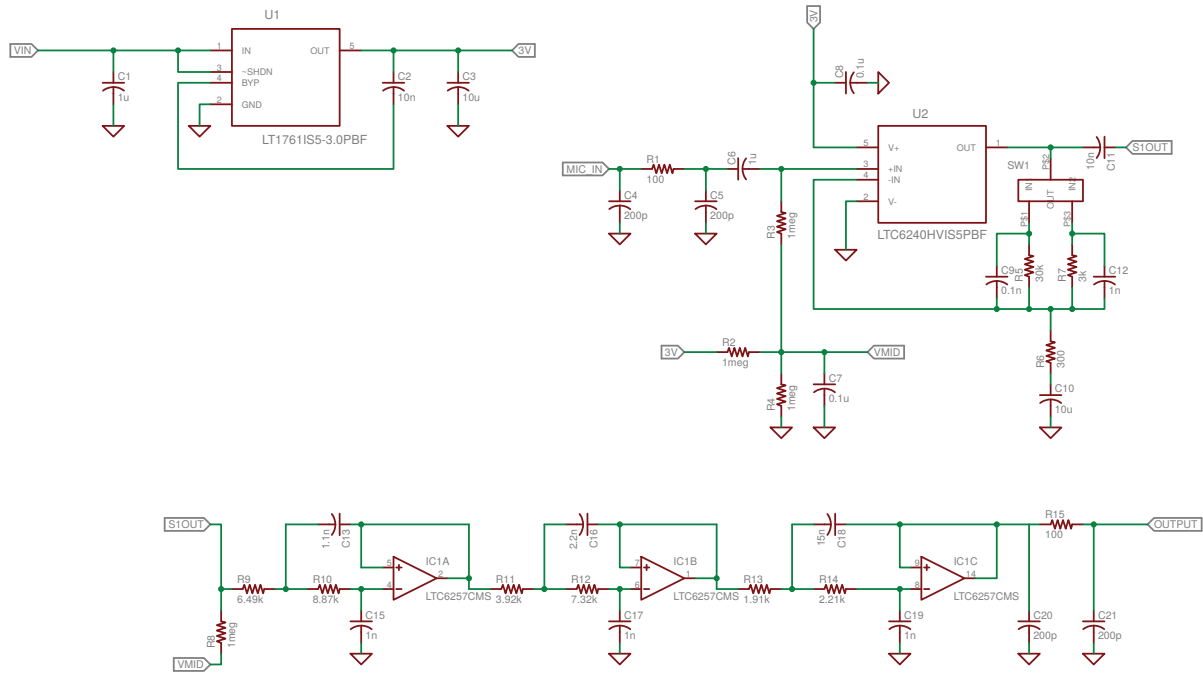 U1
VIN
1
IN
OUT
5
3V
3
~SHDN
4
BYP
2
GND
C1
1u
C2
10n
C3
10u
LT1761IS5-3.0PBF
3V
C8
0.1u
U2
5
V+
OUT
1
3
+IN
4
-IN
2
V-
LTC6240HVIS5PBF
MIC_IN
R1
100
C6
1u
C4
200p
C5
200p
R3
1meg
10n
C11
S1OUT
SW1
P$2
IN
OUT
IN2
P$1
P$3
C9
0.1n
R5
30k
R7
3k
C12
1n
R6
300
C10
10u
3V
R2
1meg
VMID
R4
1meg
C7
0.1u
S1OUT
R9
6.49k
R8
1meg
VMID
1.1n
C13
R10
8.87k
C15
1n
5
4
2
IC1A
LTC6257CMS
R11
3.92k
2.2n
C16
R12
7.32k
C17
1n
7
6
1
IC1B
LTC6257CMS
R13
1.91k
15n
C18
R14
2.21k
C19
1n
9
8
14
IC1C
LTC6257CMS
R15
100
OUTPUT
C20
200p
C21
200p